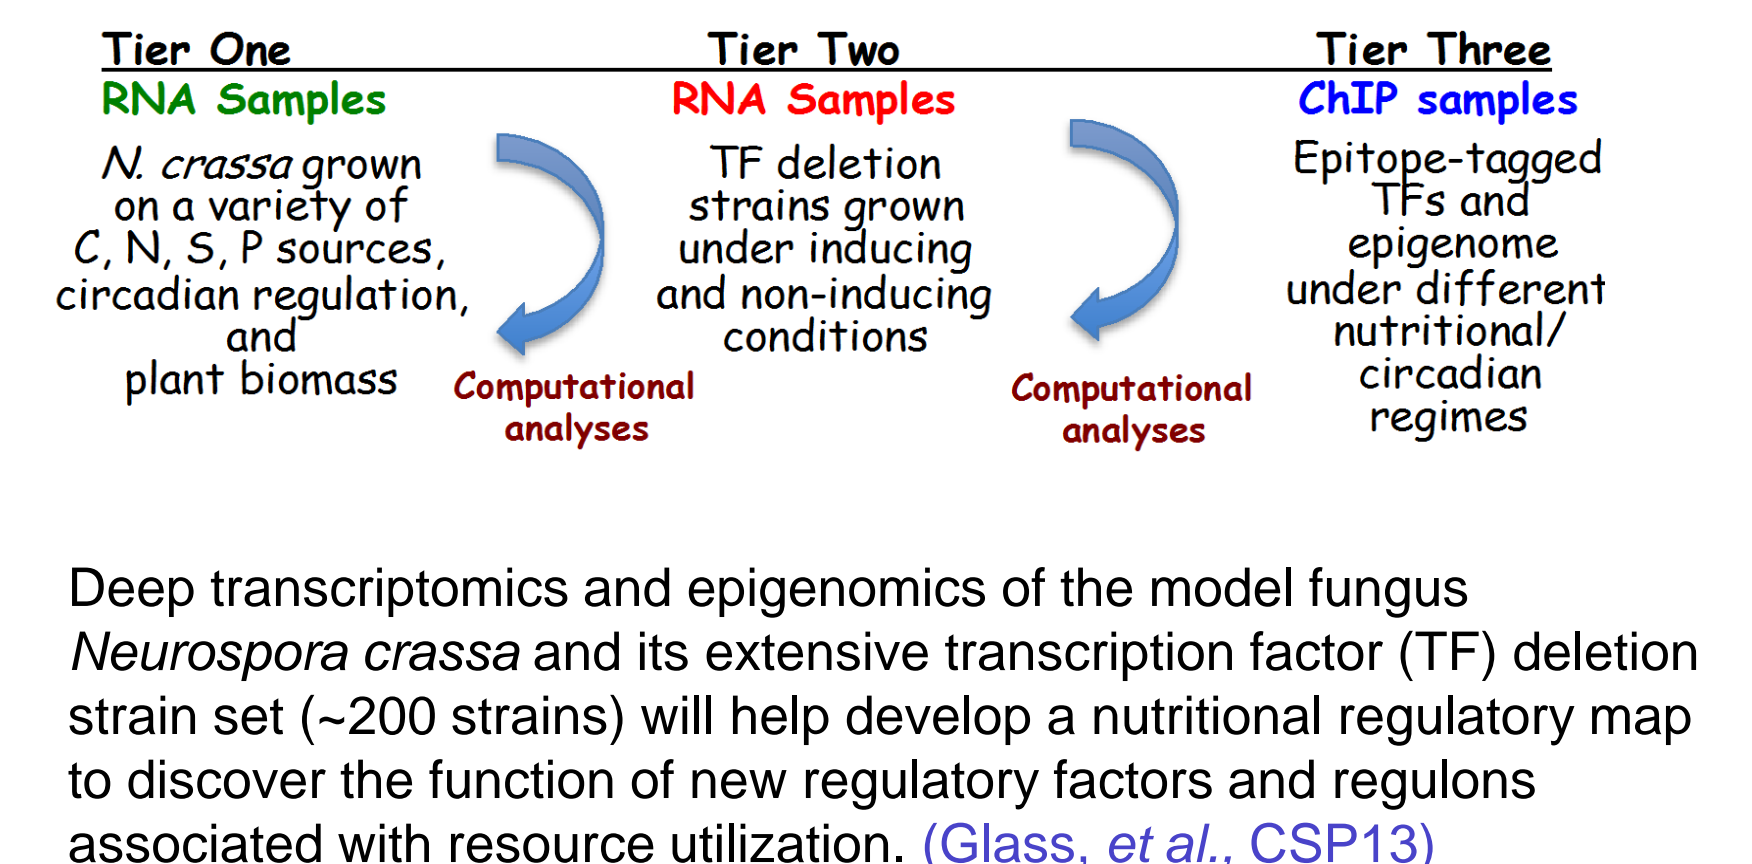 Tier One
RNA Samples
N. crassa grown
on a variety of
C, N, S, P sources,
circadian regulation,
and
plant biomass
Computational
analyses
Tier Two
RNA Samples
TF deletion
strains grown
under inducing
and non-inducing
conditions
Computational
analyses
Tier Three
ChIP samples
Epitope-tagged
TFs and
epigenome
under different
nutritional/
circadian
regimes
Deep transcriptomics and epigenomics of the model fungus
Neurospora crassa and its extensive transcription factor (TF) deletion
strain set (~200 strains) will help develop a nutritional regulatory map
to discover the function of new regulatory factors and regulons
associated with resource utilization. (Glass, et al., CSP13)